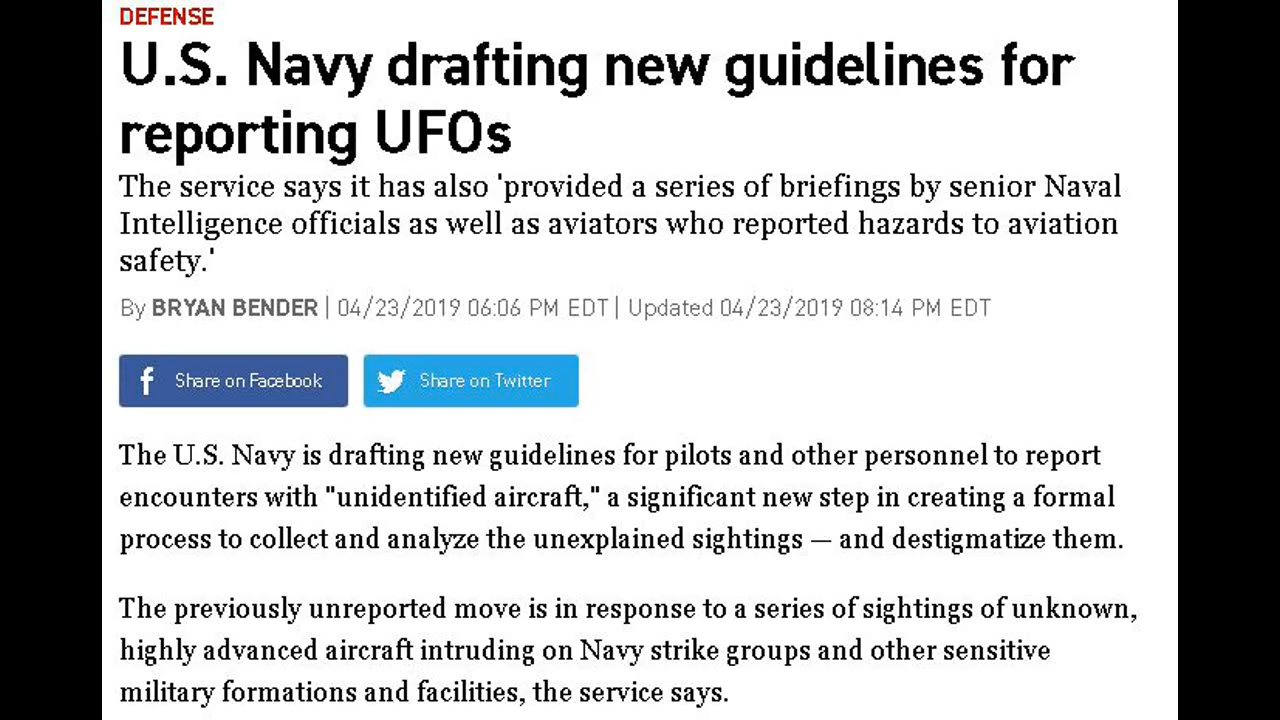 DEFENSE
U.S. Navy drafting new guidelines for
reporting UFOs
The service says it has also 'provided a series of briefings by senior Naval
Intelligence officials as well as aviators who reported hazards to aviation
safety.'
By BRYAN BENDER | 04/23/2019 06:06 PM EDT | Updated 04/23/2019 08:14 PM EDT
Share on Facebook Share on Twitter
The U.S. Navy is drafting new guidelines for pilots and other personnel to report
encounters with "unidentified aircraft," a significant new step in creating a formal
process to collect and analyze the unexplained sightings — and destigmatize them.
The previously unreported move is in response to a series of sightings of unknown,
highly advanced aircraft intruding on Navy strike groups and other sensitive
military formations and facilities, the service says.